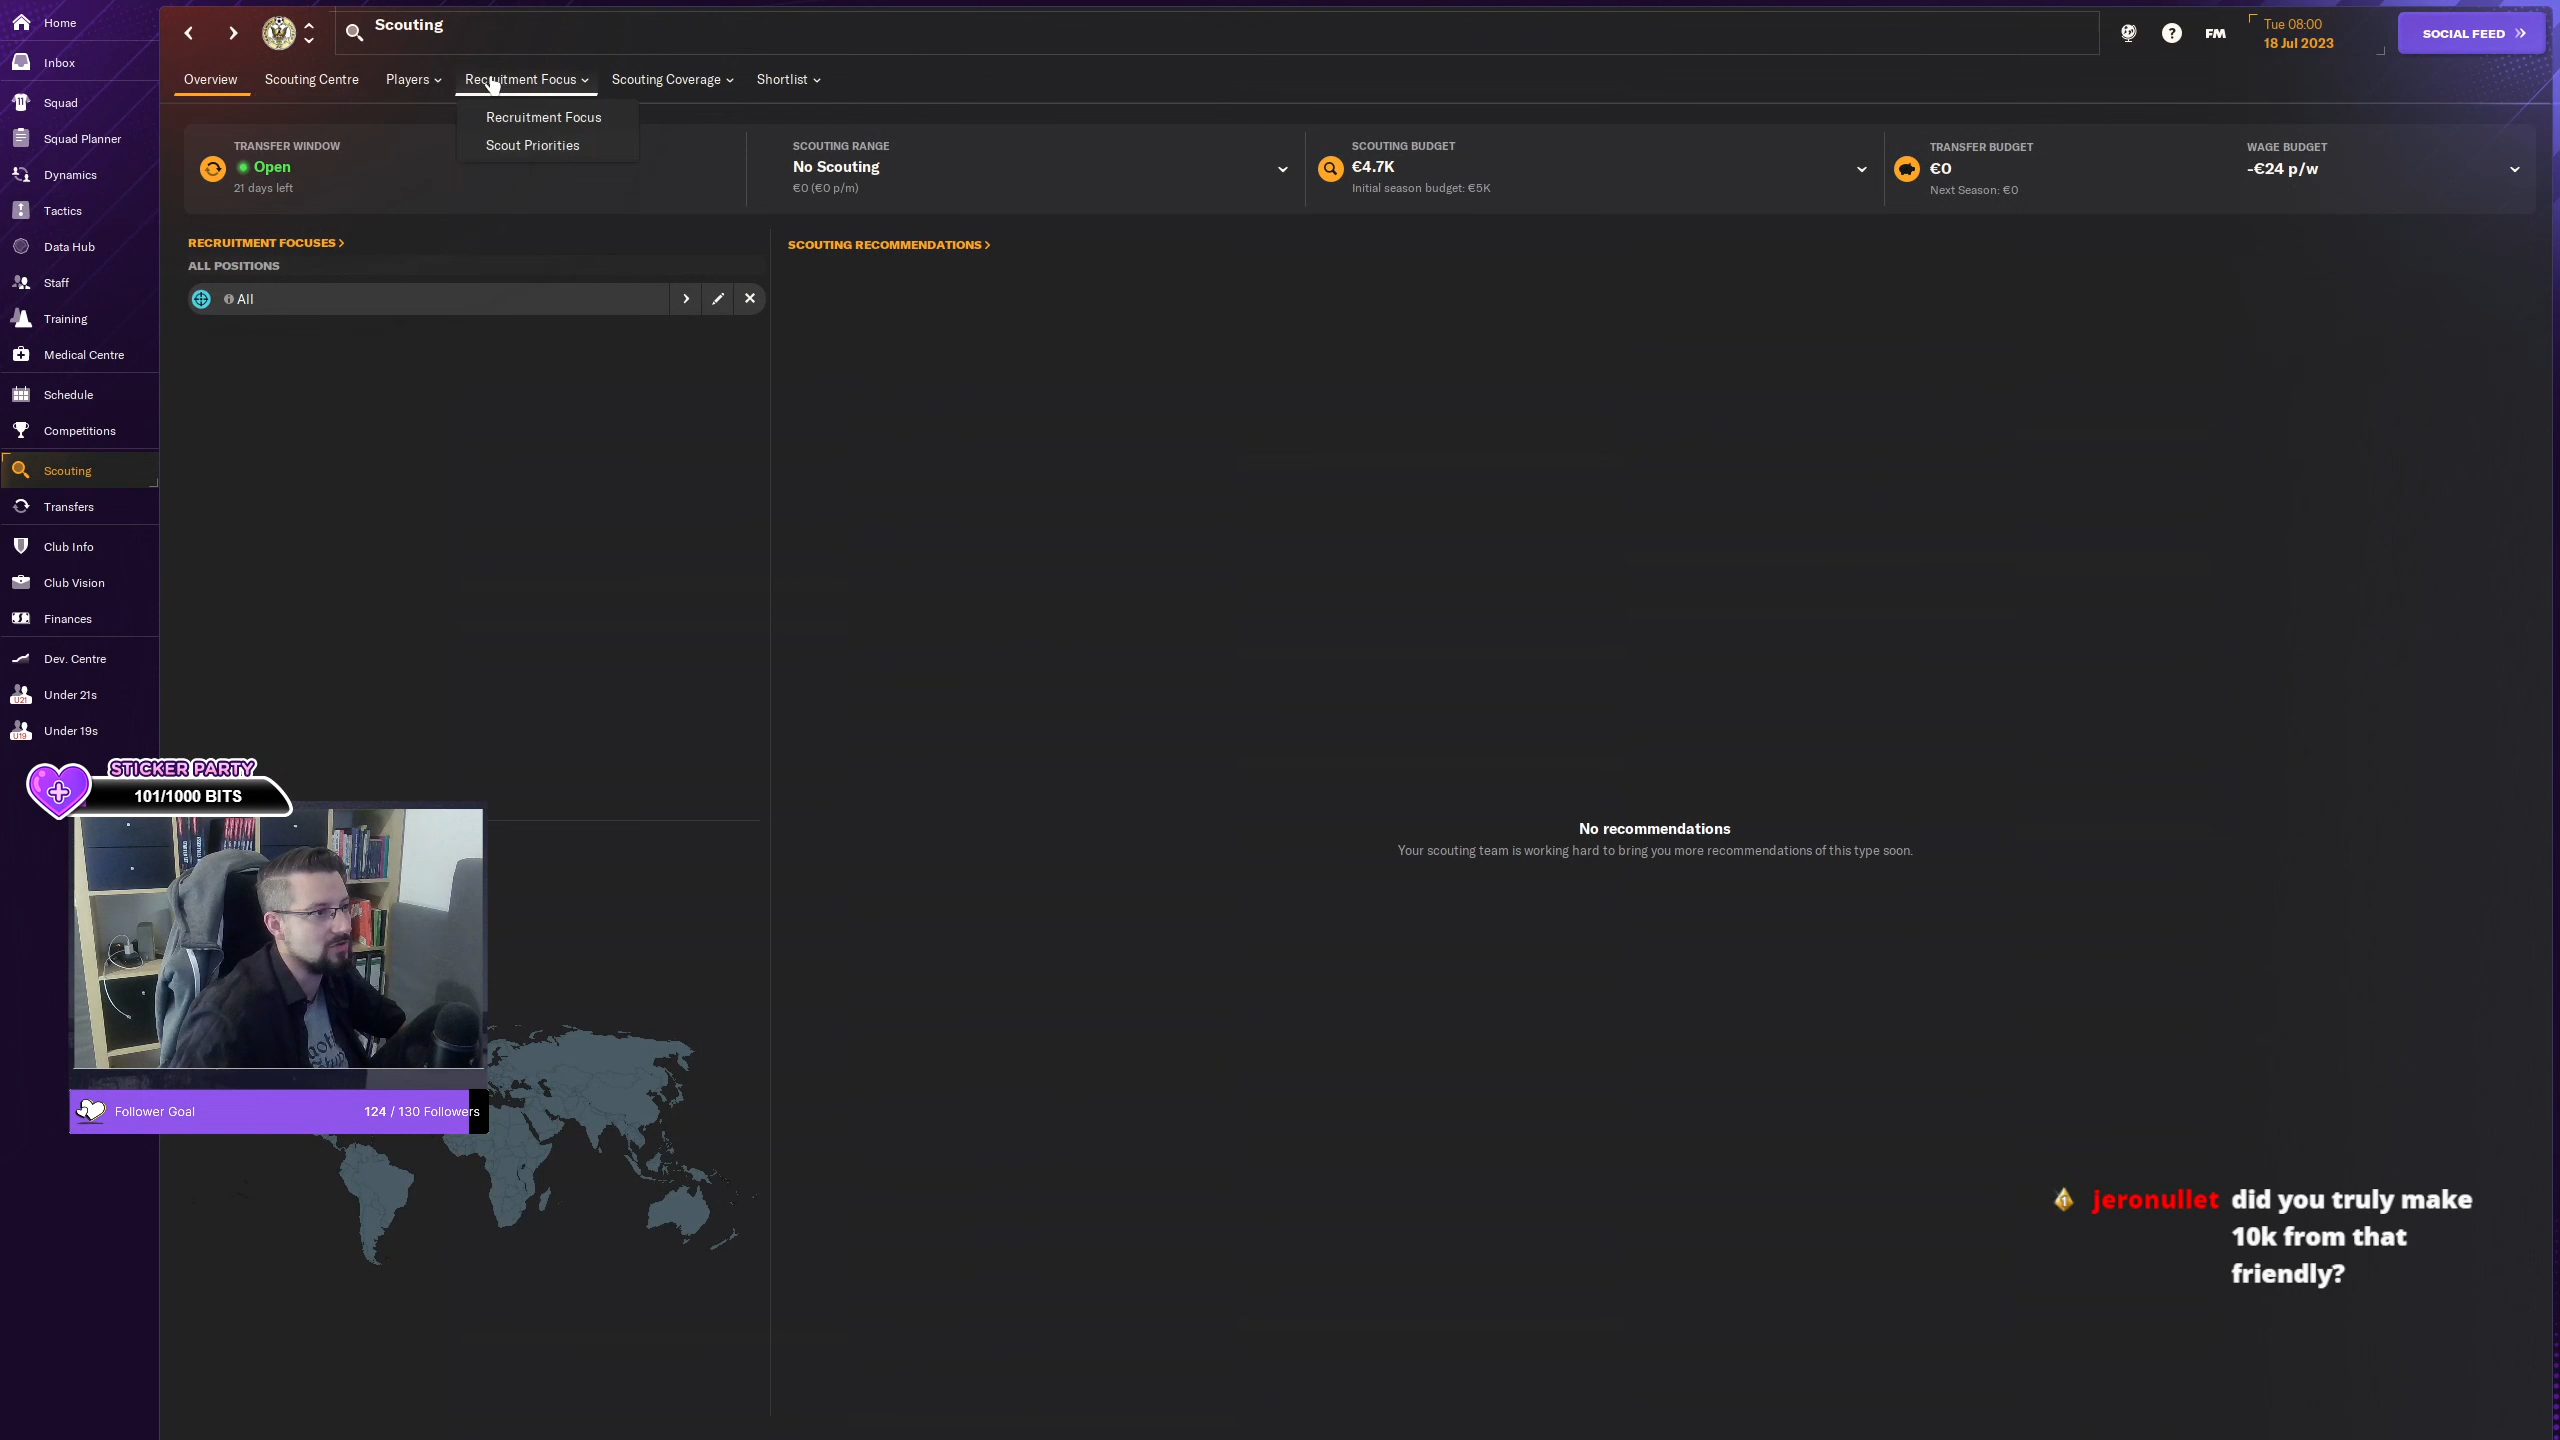 Home
Scouting
Tue 08:00
18 Jul 2023
FM
SOCIAL FEED
Inbox
Overview
Scouting Centre
Players
Recruitment Focus
Scouting Coverage
Shortlist
Squad
Recruitment Focus
Scout Priorities
Squad Planner
TRANSFER WINDOW
Open
21 days left
SCOUTING RANGE
No Scouting
€0 (€0 p/m)
SCOUTING BUDGET
€4.7K
Initial season budget: €5K
TRANSFER BUDGET
€0
Next Season: €0
WAGE BUDGET
-€24 p/w
Dynamics
Tactics
Data Hub
Staff
Training
Medical Centre
Schedule
Competitions
Scouting
Transfers
Club Info
Club Vision
Finances
Dev. Centre
U21
Under 21s
U19
Under 19s
RECRUITMENT FOCUSES
ALL POSITIONS
All
SCOUTING RECOMMENDATIONS
No recommendations
Your scouting team is working hard to bring you more recommendations of this type soon.
STICKER PARTY
101/1000 BITS
Follower Goal
124 / 130 Followers
jeronullet did you truly make
10k from that
friendly?